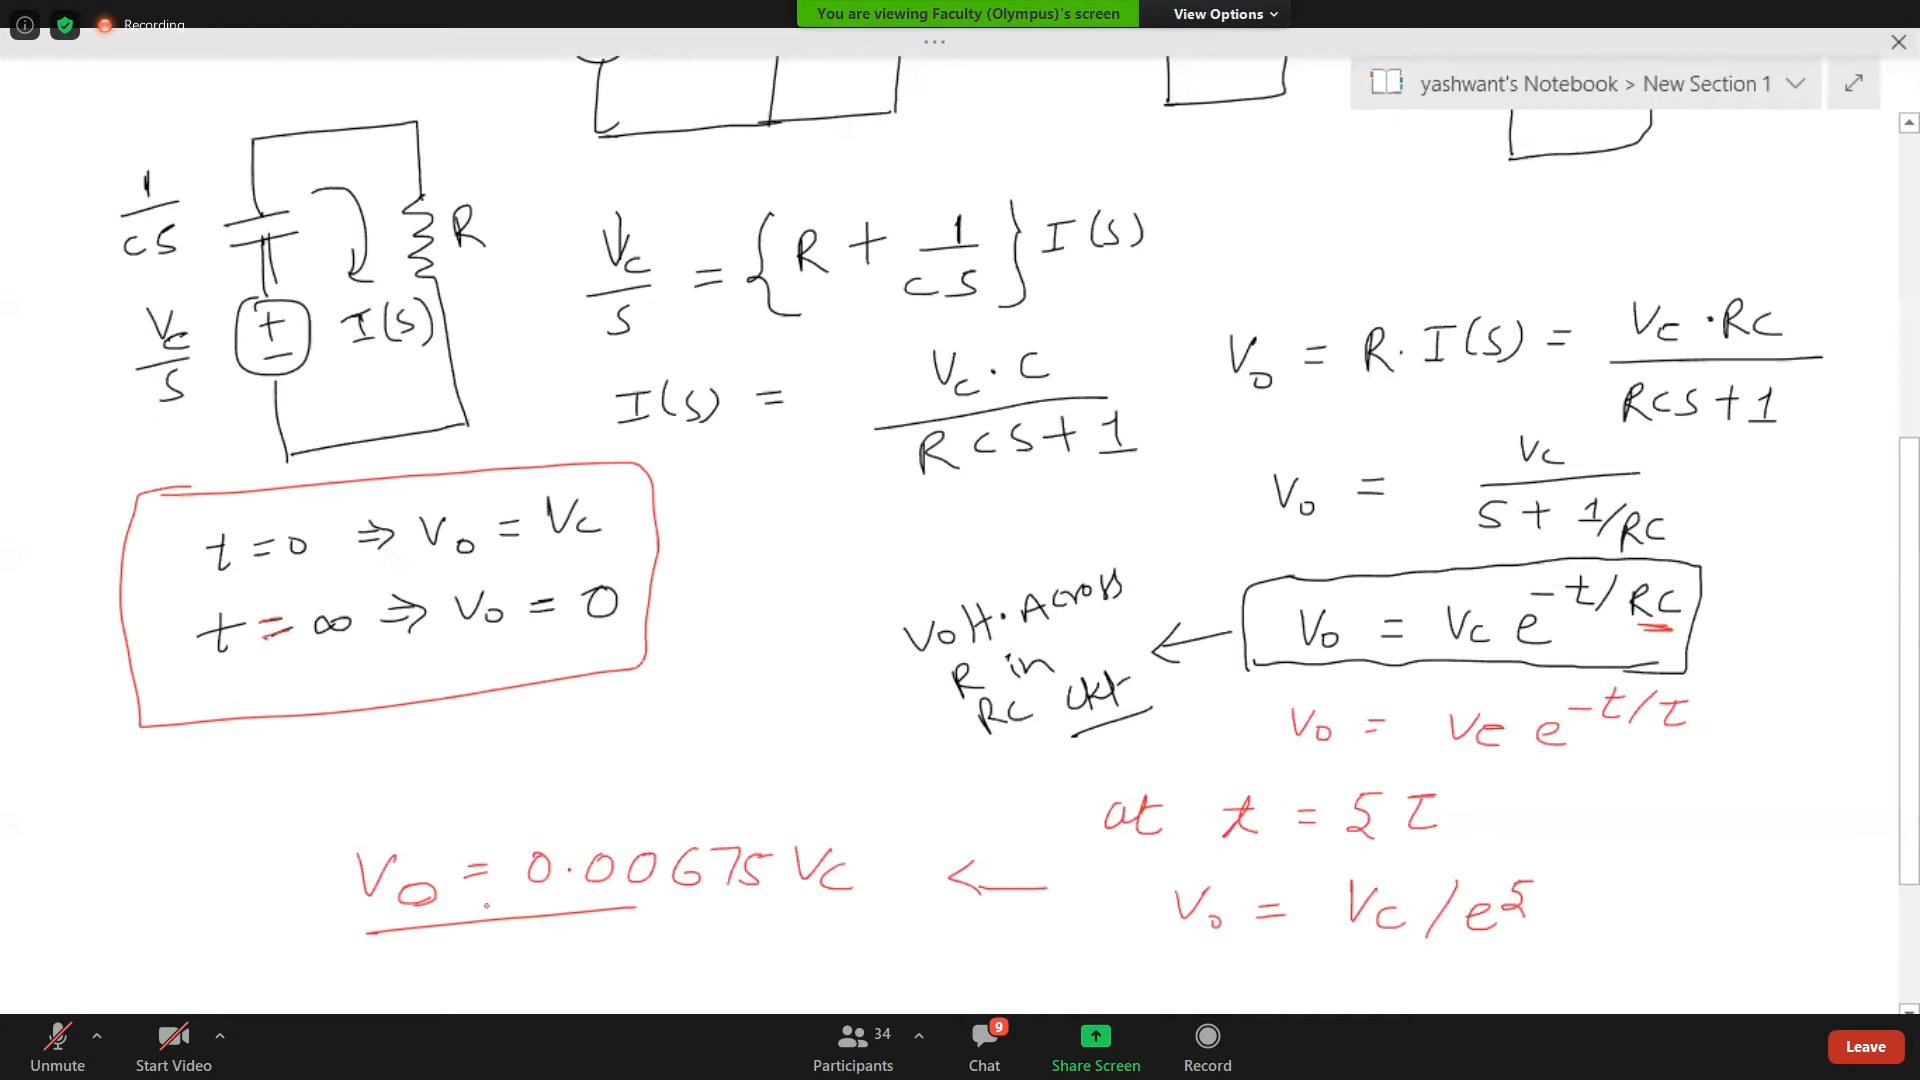 Recording
You are viewing Faculty (Olympus)'s screen
View Options
yashwant's Notebook > New Section 1
1/CS
R
Vc/S
I(S)
Vc/S = {R + 1/CS} I(S)
I(S) = Vc · C / RCS + 1
Vo = R · I(S) = Vc · RC / RCS + 1
Vo = Vc / S + 1/RC
t = 0 ⇒ Vo = Vc
t = ∞ ⇒ Vo = 0
Volt. Across
R in
RC Ckt
Vo = Vc e^-t/RC
Vo = Vc e^-t/τ
at t = 5τ
Vo = Vc / e^5
Vo = 0.00675 Vc
Unmute
Start Video
34
Participants
9
Chat
Share Screen
Record
Leave